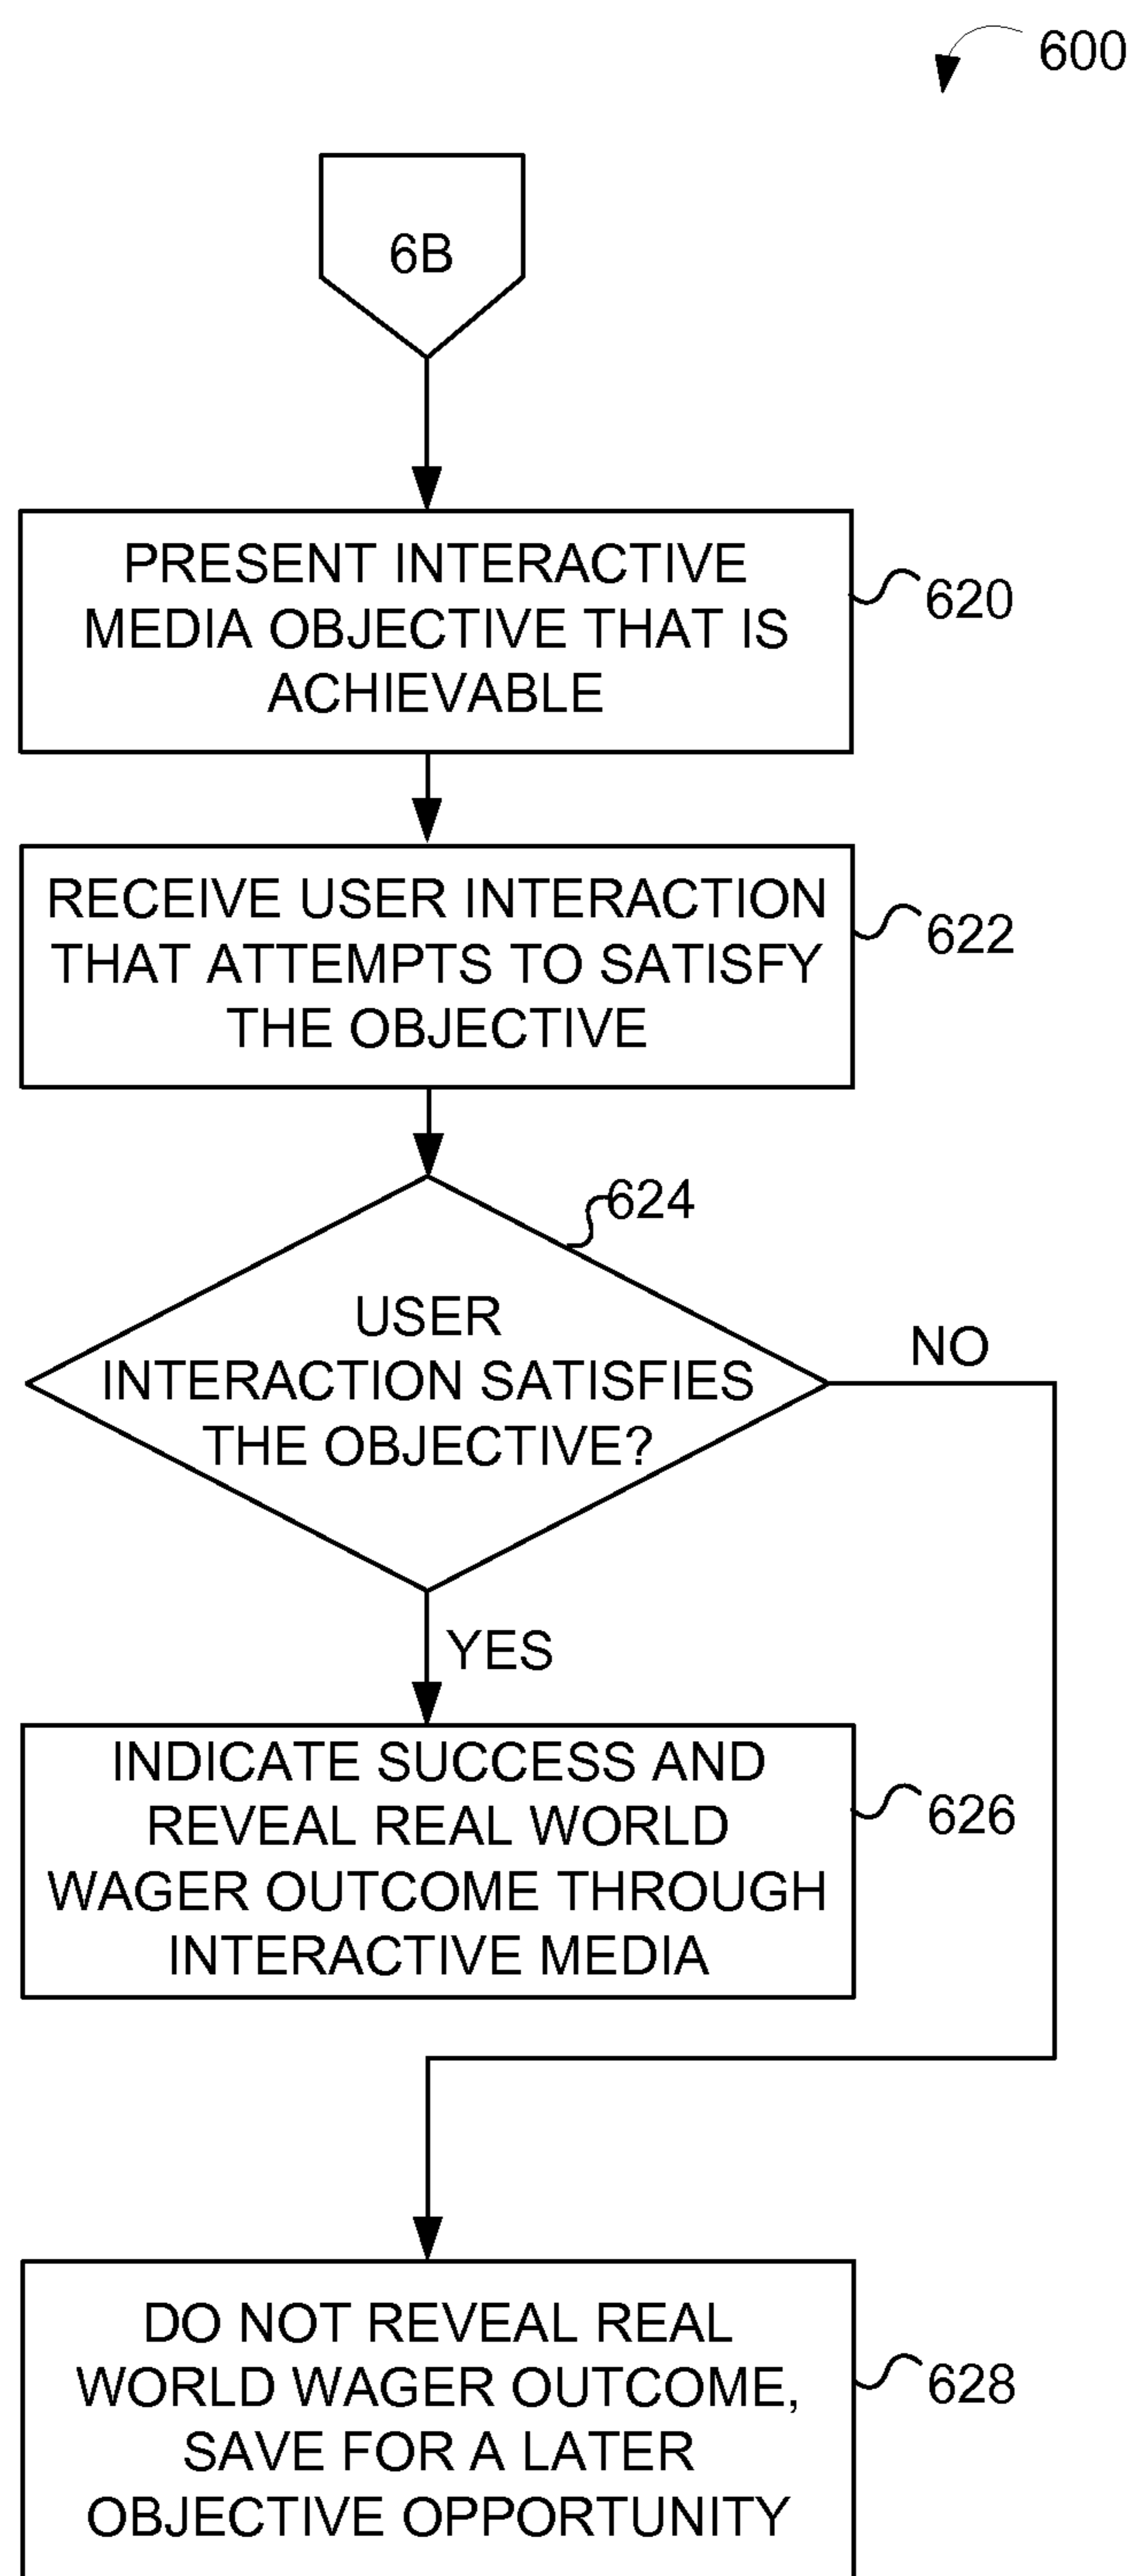 600
6B
PRESENT INTERACTIVE
MEDIA OBJECTIVE THAT IS
ACHIEVABLE
620
RECEIVE USER INTERACTION
THAT ATTEMPTS TO SATISFY
THE OBJECTIVE
622
624
USER
INTERACTION SATISFIES
THE OBJECTIVE?
NO
YES
INDICATE SUCCESS AND
REVEAL REAL WORLD
WAGER OUTCOME THROUGH
INTERACTIVE MEDIA
626
DO NOT REVEAL REAL
WORLD WAGER OUTCOME,
SAVE FOR A LATER
OBJECTIVE OPPORTUNITY
628